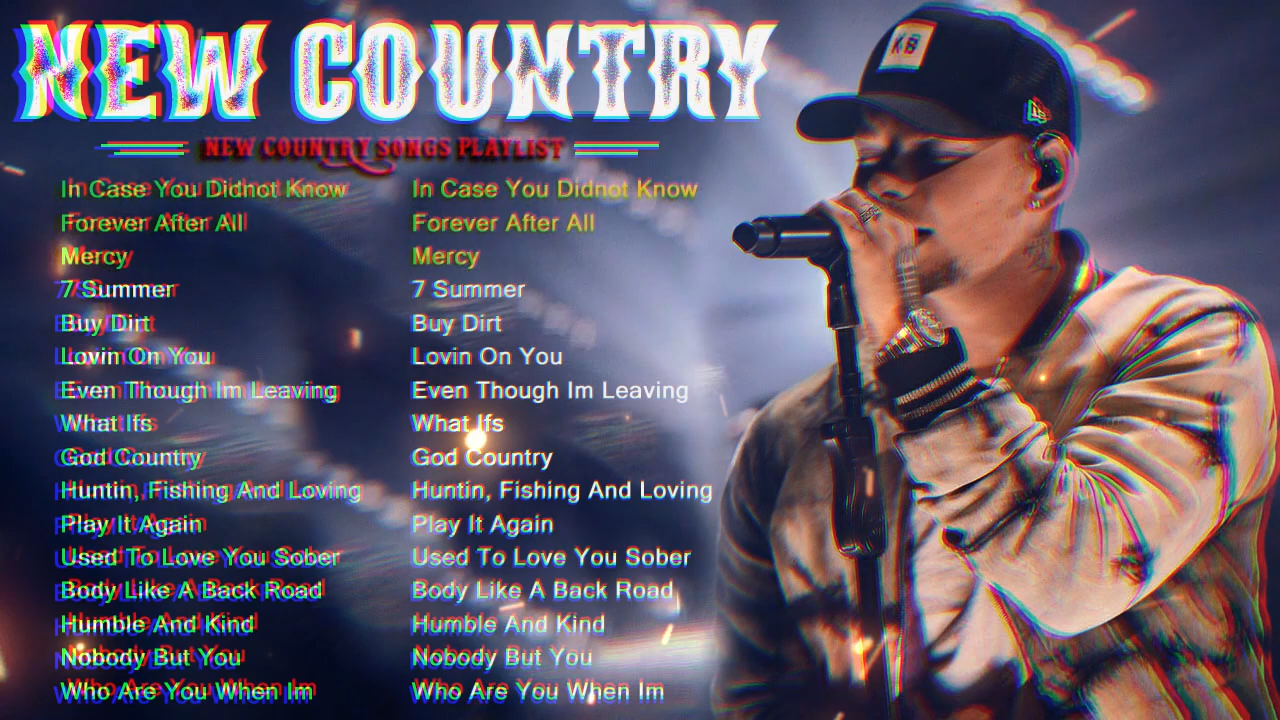 NEW COUNTRY
NEW COUNTRY SONGS PLAYLIST
In Case You Didnot Know
Forever After All
Mercy
7 Summer
Buy Dirt
Lovin On You
Even Though Im Leaving
What Ifs
God Country
Huntin, Fishing And Loving
Play It Again
Used To Love You Sober
Body Like A Back Road
Humble And Kind
Nobody But You
Who Are You When Im
In Case You Didnot Know
Forever After All
Mercy
7 Summer
Buy Dirt
Lovin On You
Even Though Im Leaving
What Ifs
God Country
Huntin, Fishing And Loving
Play It Again
Used To Love You Sober
Body Like A Back Road
Humble And Kind
Nobody But You
Who Are You When Im
KB